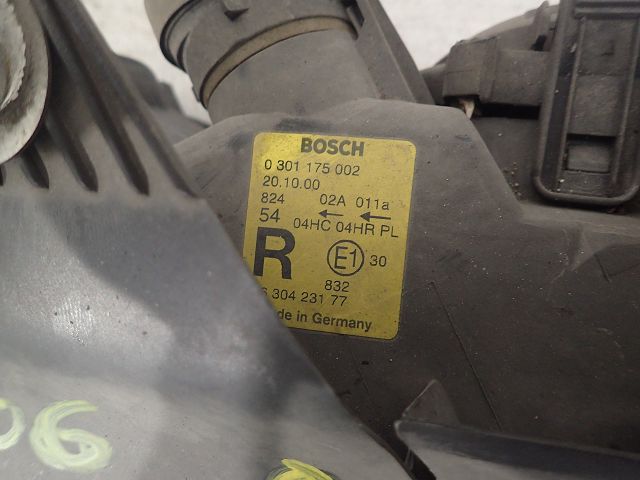 BOSCH
0 301 175 002
20.10.00
824 02A 011a
54 ← ←
04HC 04HR PL
R E1 30
832
304 231 77
in Germany
06